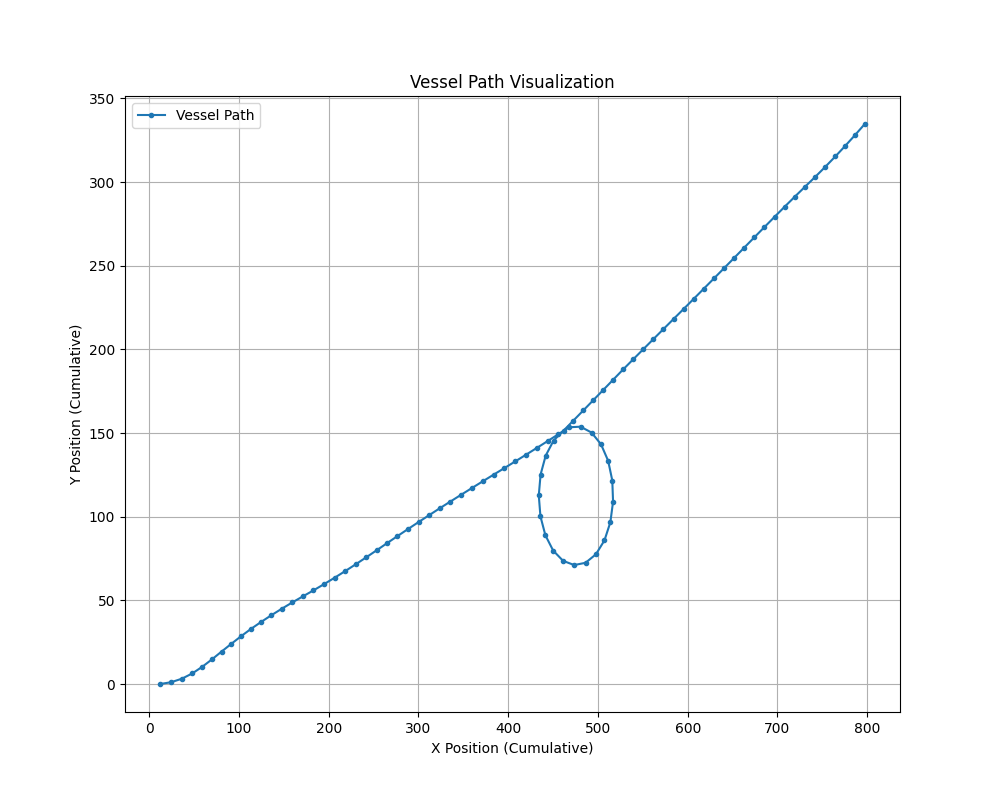 Vessel Path Visualization
Vessel Path
350
300
250
200
150
100
50
0
Y Position (Cumulative)
0 100 200 300 400 500 600 700 800
X Position (Cumulative)